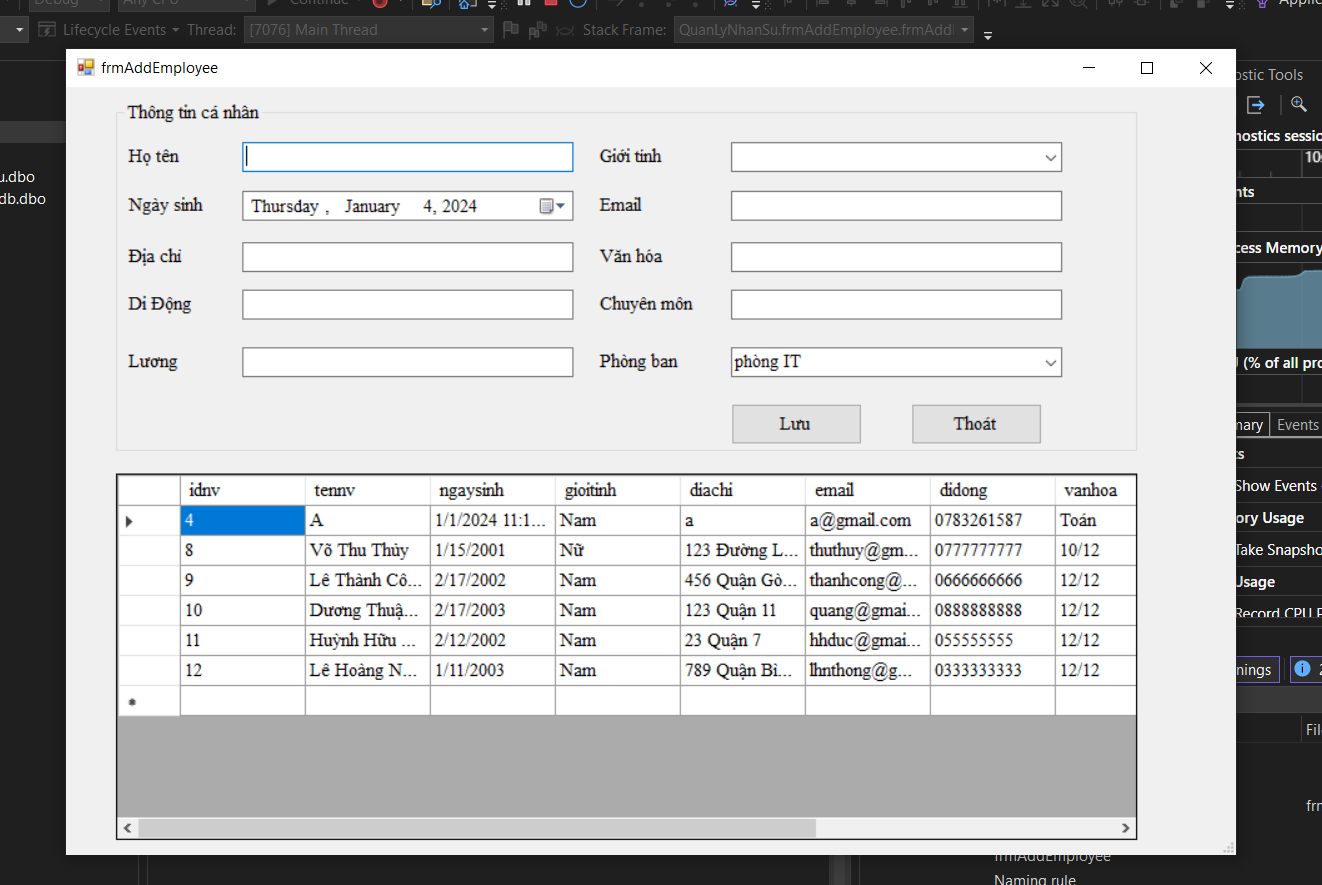 Debug Any CPU Continue
Lifecycle Events Thread: [7076] Main Thread Stack Frame: QuanLyNhanSu.frmAddEmployee.frmAddI
frmAddEmployee
ostic Tools
Thông tin cá nhân
nostics sessio
Họ tên Giới tinh
10
u.dbo
nts
db.dbo
Ngày sinh Thursday , January 4, 2024 Email
cess Memory
Địa chỉ Văn hóa
Di Động Chuyên môn
Lương Phòng ban phòng IT
(% of all pro
Lưu Thoát
mary Events
ts
Show Events
idnv tennv ngaysinh gioitinh diachi email didong vanhoa
4 A 1/1/2024 11:1... Nam a a@gmail.com 0783261587 Toán
ory Usage
8 Võ Thu Thủy 1/15/2001 Nữ 123 Đường L... thuthuy@gm... 0777777777 10/12
Take Snapsho
9 Lê Thành Cô... 2/17/2002 Nam 456 Quận Gò... thanhcong@... 0666666666 12/12
Usage
10 Dương Thuậ... 2/17/2003 Nam 123 Quận 11 quang@gmai... 0888888888 12/12
Record CPU P
11 Huỳnh Hữu ... 2/12/2002 Nam 23 Quận 7 hhduc@gmai... 055555555 12/12
12 Lê Hoàng N... 1/11/2003 Nam 789 Quận Bì... lhnthong@g... 0333333333 12/12
nings 2
Fil
frm
frmAddEmployee
Naming rule